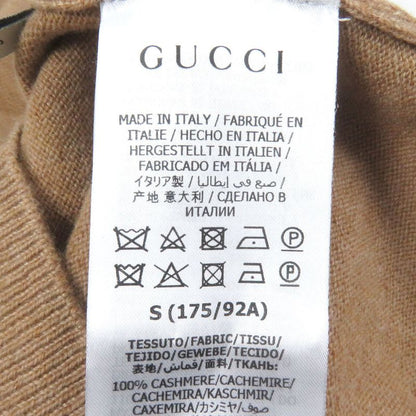 GUCCI
MADE IN ITALY / FABRIQUÉ EN
ITALIE / HECHO EN ITALIA /
HERGESTELLT IN ITALIEN /
FABRICADO EM ITÁLIA /
イタリア製 / صنع في إيطاليا /
产地 意大利 / СДЕЛАНО В
ИТАЛИИ
P
P
S (175/92A)
TESSUTO/FABRIC/TISSU/
TEJIDO/GEWEBE/TECIDO/
表地/قماش/面料/ТКАНЬ:
100% CASHMERE/CACHEMIRE/
CACHEMIRA/KASCHMIR/
CAXEMIRA/カシミヤ/صوف